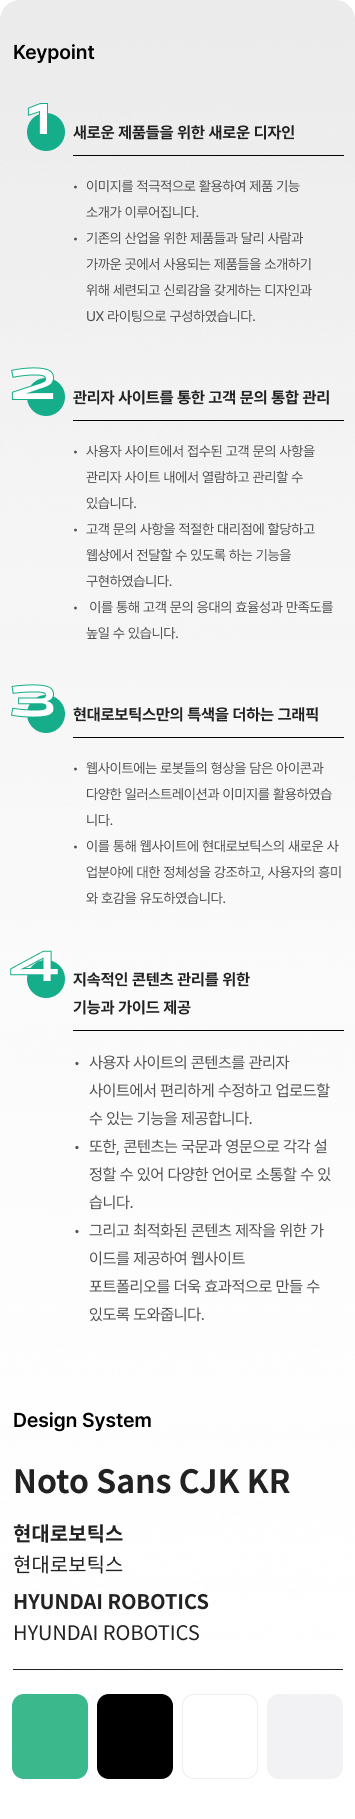 Keypoint
1
새로운 제품들을 위한 새로운 디자인
• 이미지를 적극적으로 활용하여 제품 기능
소개가 이루어집니다.
• 기존의 산업을 위한 제품들과 달리 사람과
가까운 곳에서 사용되는 제품들을 소개하기
위해 세련되고 신뢰감을 갖게하는 디자인과
UX 라이팅으로 구성하였습니다.
2
관리자 사이트를 통한 고객 문의 통합 관리
• 사용자 사이트에서 접수된 고객 문의 사항을
관리자 사이트 내에서 열람하고 관리할 수
있습니다.
• 고객 문의 사항을 적절한 대리점에 할당하고
웹상에서 전달할 수 있도록 하는 기능을
구현하였습니다.
• 이를 통해 고객 문의 응대의 효율성과 만족도를
높일 수 있습니다.
3
현대로보틱스만의 특색을 더하는 그래픽
• 웹사이트에는 로봇들의 형상을 담은 아이콘과
다양한 일러스트레이션과 이미지를 활용하였습
니다.
• 이를 통해 웹사이트에 현대로보틱스의 새로운 사
업분야에 대한 정체성을 강조하고, 사용자의 흥미
와 호감을 유도하였습니다.
4
지속적인 콘텐츠 관리를 위한
기능과 가이드 제공
• 사용자 사이트의 콘텐츠를 관리자
사이트에서 편리하게 수정하고 업로드할
수 있는 기능을 제공합니다.
• 또한, 콘텐츠는 국문과 영문으로 각각 설
정할 수 있어 다양한 언어로 소통할 수 있
습니다.
• 그리고 최적화된 콘텐츠 제작을 위한 가
이드를 제공하여 웹사이트
포트폴리오를 더욱 효과적으로 만들 수
있도록 도와줍니다.
Design System
Noto Sans CJK KR
현대로보틱스
현대로보틱스
HYUNDAI ROBOTICS
HYUNDAI ROBOTICS